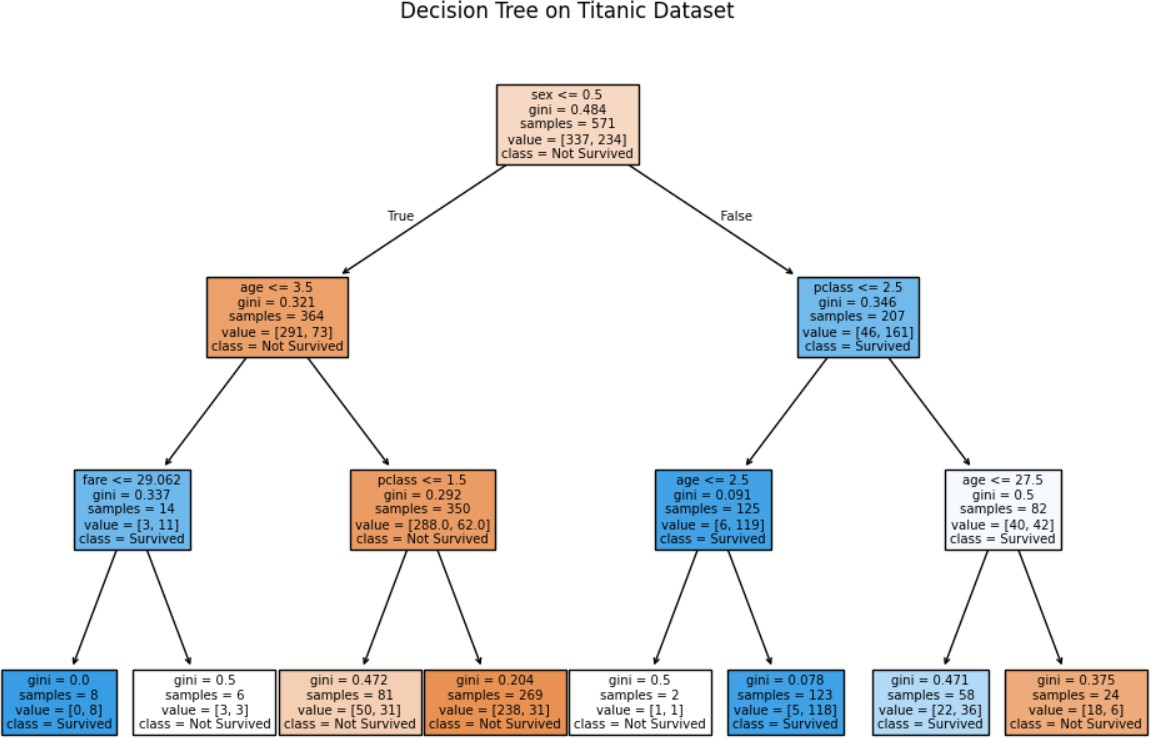 Decision Tree on Titanic Dataset
sex <= 0.5
gini = 0.484
samples = 571
value = [337, 234]
class = Not Survived
True
False
age <= 3.5
gini = 0.321
samples = 364
value = [291, 73]
class = Not Survived
pclass <= 2.5
gini = 0.346
samples = 207
value = [46, 161]
class = Survived
fare <= 29.062
gini = 0.337
samples = 14
value = [3, 11]
class = Survived
pclass <= 1.5
gini = 0.292
samples = 350
value = [288.0, 62.0]
class = Not Survived
age <= 2.5
gini = 0.091
samples = 125
value = [6, 119]
class = Survived
age <= 27.5
gini = 0.5
samples = 82
value = [40, 42]
class = Survived
gini = 0.0
samples = 8
value = [0, 8]
class = Survived
gini = 0.5
samples = 6
value = [3, 3]
class = Not Survived
gini = 0.472
samples = 81
value = [50, 31]
class = Not Survived
gini = 0.204
samples = 269
value = [238, 31]
class = Not Survived
gini = 0.5
samples = 2
value = [1, 1]
class = Not Survived
gini = 0.078
samples = 123
value = [5, 118]
class = Survived
gini = 0.471
samples = 58
value = [22, 36]
class = Survived
gini = 0.375
samples = 24
value = [18, 6]
class = Not Survived